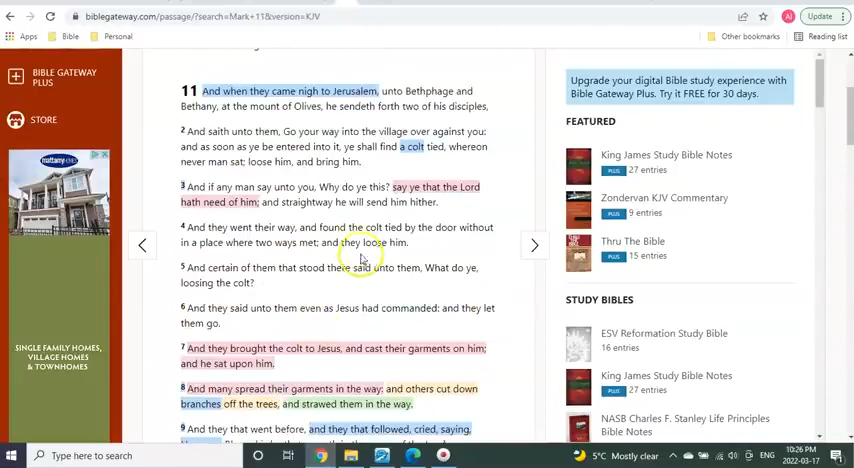 biblegateway.com/passage/?search=Mark+11&version=KJV
AI
Update
Apps
Bible
Personal
Other bookmarks
Reading list
BIBLE GATEWAY
PLUS
STORE
mattamyHOMES
SINGLE FAMILY HOMES,
VILLAGE HOMES
& TOWNHOMES
11 And when they came nigh to Jerusalem, unto Bethphage and
Bethany, at the mount of Olives, he sendeth forth two of his disciples,
2 And saith unto them, Go your way into the village over against you:
and as soon as ye be entered into it, ye shall find a colt tied, whereon
never man sat; loose him, and bring him.
3 And if any man say unto you, Why do ye this? say ye that the Lord
hath need of him; and straightway he will send him hither.
4 And they went their way, and found the colt tied by the door without
in a place where two ways met; and they loose him.
5 And certain of them that stood there said unto them, What do ye,
loosing the colt?
6 And they said unto them even as Jesus had commanded: and they let
them go.
7 And they brought the colt to Jesus, and cast their garments on him;
and he sat upon him.
8 And many spread their garments in the way: and others cut down
branches off the trees, and strawed them in the way.
9 And they that went before, and they that followed, cried, saying,
Upgrade your digital Bible study experience with
Bible Gateway Plus. Try it FREE for 30 days.
FEATURED
King James Study Bible Notes
PLUS 27 entries
Zondervan KJV Commentary
PLUS 9 entries
Thru The Bible
PLUS 15 entries
STUDY BIBLES
ESV Reformation Study Bible
16 entries
King James Study Bible Notes
PLUS 27 entries
NASB Charles F. Stanley Life Principles
Bible Notes
Type here to search
5°C Mostly clear
ENG
10:26 PM
2022-03-17